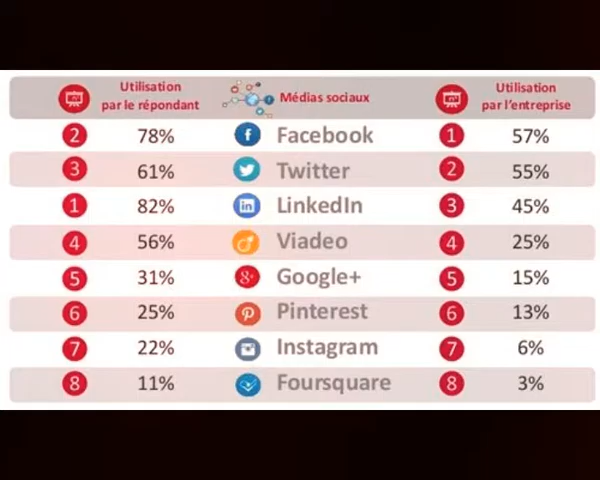 Utilisation
par le répondant
Médias sociaux
Utilisation
par l'entreprise
2 78% f Facebook 1 57%
3 61% Twitter 2 55%
1 82% in LinkedIn 3 45%
4 56% Viadeo 4 25%
5 31% g+ Google+ 5 15%
6 25% Pinterest 6 13%
7 22% Instagram 7 6%
8 11% Foursquare 8 3%